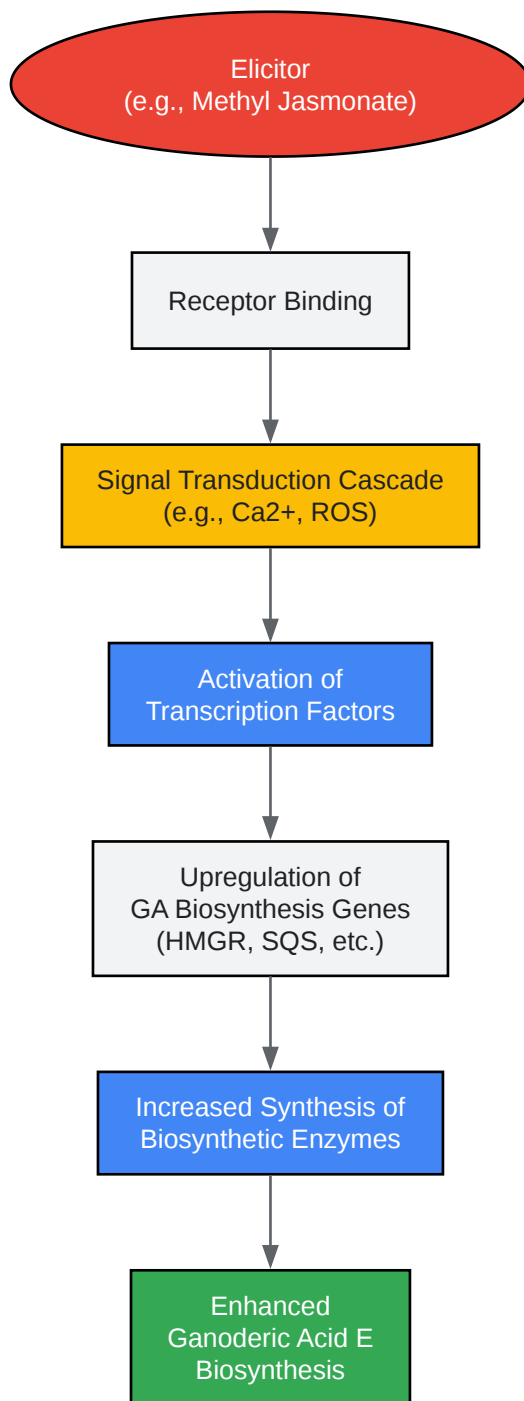 Elicitor
(e.g., Methyl Jasmonate)
Receptor Binding
Signal Transduction Cascade
(e.g., Ca2+, ROS)
Activation of
Transcription Factors
Upregulation of
GA Biosynthesis Genes
(HMGR, SQS, etc.)
Increased Synthesis of
Biosynthetic Enzymes
Enhanced
Ganoderic Acid E
Biosynthesis